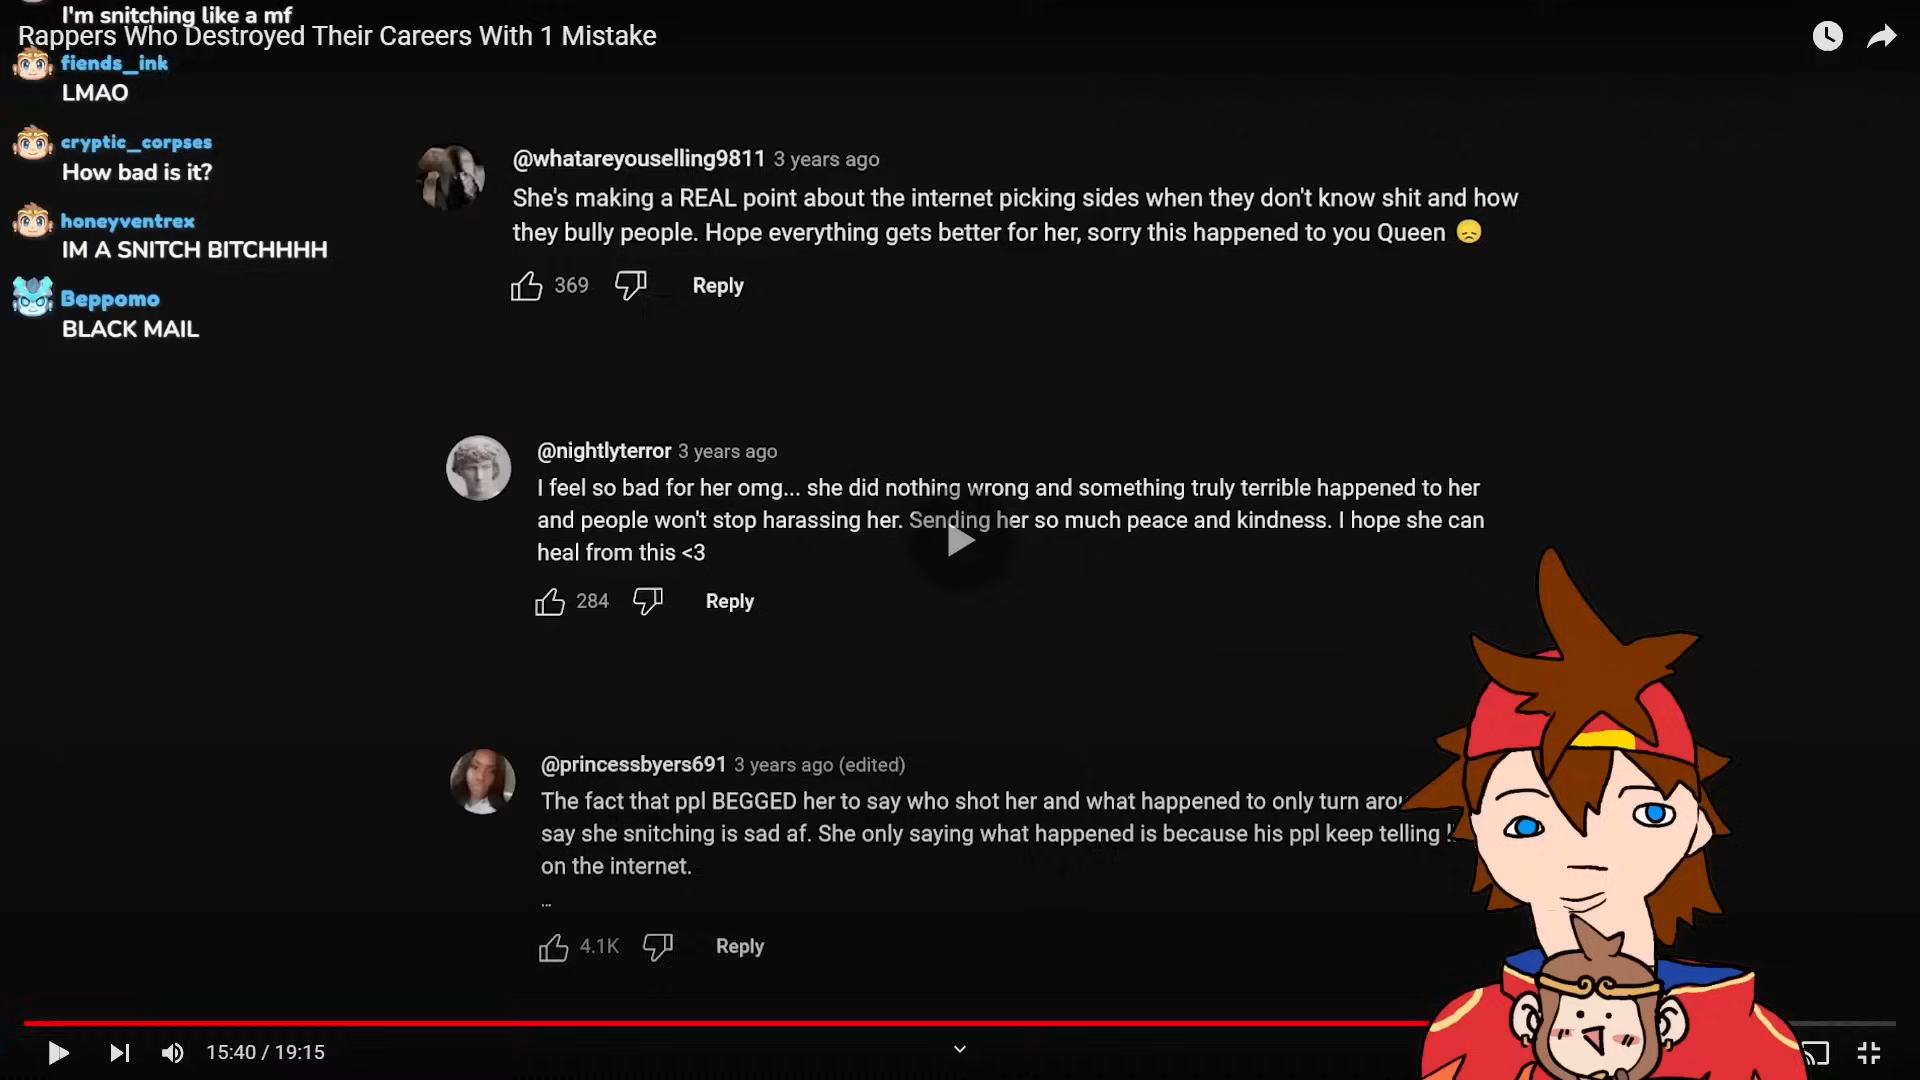 I'm snitching like a mf
Rappers Who Destroyed Their Careers With 1 Mistake
fiends_ink
LMAO
cryptic_corpses
How bad is it?
honeyventrex
IM A SNITCH BITCHHHH
Beppomo
BLACK MAIL
@whatareyouselling9811 3 years ago
She's making a REAL point about the internet picking sides when they don't know shit and how
they bully people. Hope everything gets better for her, sorry this happened to you Queen 😞
369 Reply
@nightlyterror 3 years ago
I feel so bad for her omg... she did nothing wrong and something truly terrible happened to her
and people won't stop harassing her. Sending her so much peace and kindness. I hope she can
heal from this <3
284 Reply
@princessbyers691 3 years ago (edited)
The fact that ppl BEGGED her to say who shot her and what happened to only turn
say she snitching is sad af. She only saying what happened is because his ppl keep telling
on the internet.
...
4.1K Reply
15:40 / 19:15